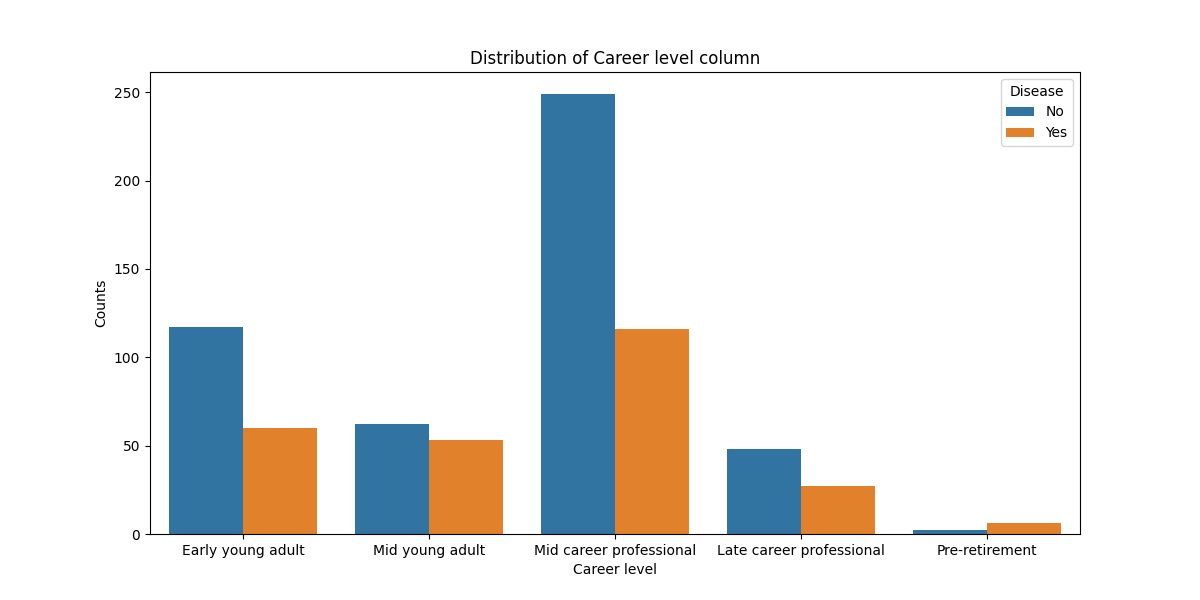 Distribution of Career level column
Disease
No
Yes
250
200
150
100
50
0
Counts
Early young adult
Mid young adult
Mid career professional
Late career professional
Pre-retirement
Career level